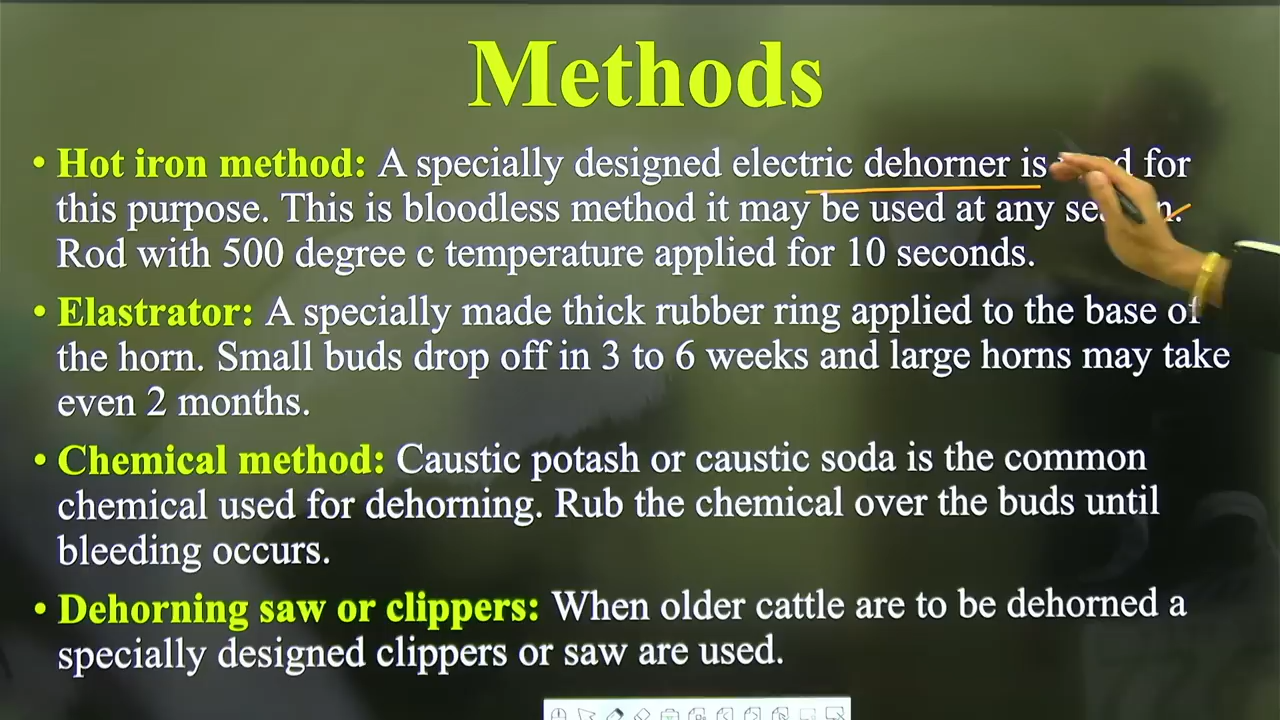 Methods
• Hot iron method: A specially designed electric dehorner is for
this purpose. This is bloodless method it may be used at any
Rod with 500 degree c temperature applied for 10 seconds.
• Elastrator: A specially made thick rubber ring applied to the base of
the horn. Small buds drop off in 3 to 6 weeks and large horns may take
even 2 months.
• Chemical method: Caustic potash or caustic soda is the common
chemical used for dehorning. Rub the chemical over the buds until
bleeding occurs.
• Dehorning saw or clippers: When older cattle are to be dehorned a
specially designed clippers or saw are used.